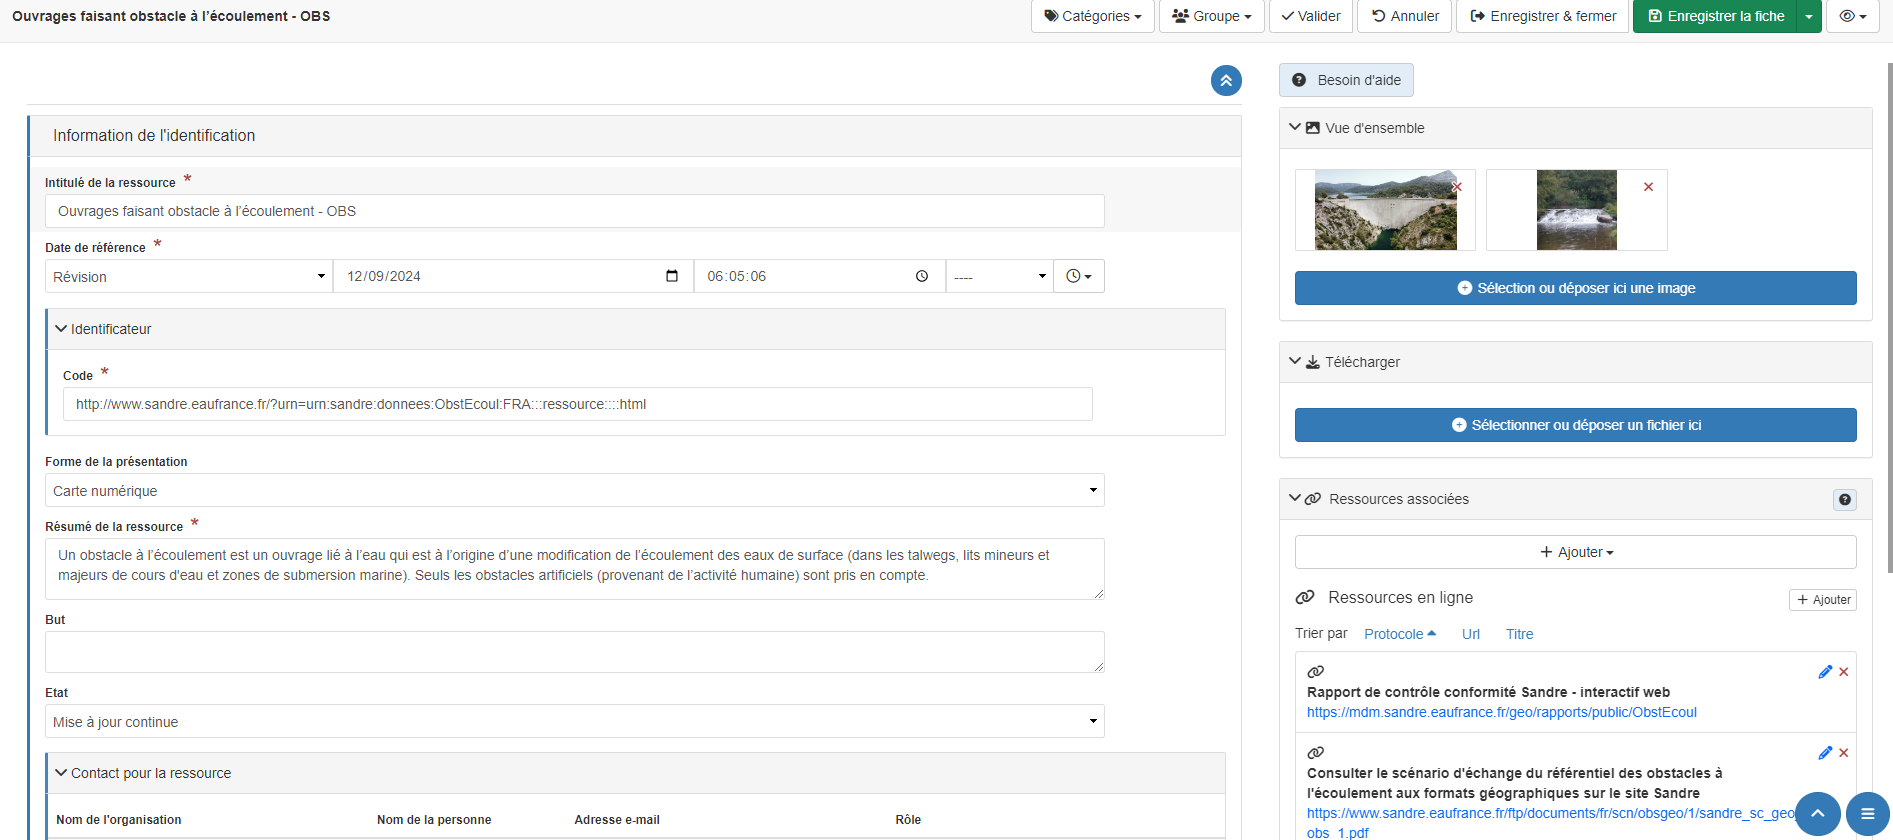 Ouvrages faisant obstacle à l’écoulement - OBS
Catégories
Groupe
Valider
Annuler
Enregistrer & fermer
Enregistrer la fiche
Information de l'identification
Intitulé de la ressource *
Ouvrages faisant obstacle à l’écoulement - OBS
Date de référence *
Révision
12/09/2024
06:05:06
----
Identificateur
Code *
http://www.sandre.eaufrance.fr/?urn=urn:sandre:donnees:ObstEcoul:FRA:::ressource::::html
Forme de la présentation
Carte numérique
Résumé de la ressource *
Un obstacle à l’écoulement est un ouvrage lié à l’eau qui est à l’origine d’une modification de l’écoulement des eaux de surface (dans les talwegs, lits mineurs et
majeurs de cours d'eau et zones de submersion marine). Seuls les obstacles artificiels (provenant de l’activité humaine) sont pris en compte.
But
Etat
Mise à jour continue
Contact pour la ressource
Nom de l'organisation
Nom de la personne
Adresse e-mail
Rôle
Besoin d'aide
Vue d'ensemble
Sélection ou déposer ici une image
Télécharger
Sélectionner ou déposer un fichier ici
Ressources associées
Ajouter
Ressources en ligne
Ajouter
Trier par Protocole Url Titre
Rapport de contrôle conformité Sandre - interactif web
https://mdm.sandre.eaufrance.fr/geo/rapports/public/ObstEcoul
Consulter le scénario d'échange du référentiel des obstacles à
l'écoulement aux formats géographiques sur le site Sandre
https://www.sandre.eaufrance.fr/ftp/documents/fr/scn/obsgeo/1/sandre_sc_geo_
obs_1.pdf